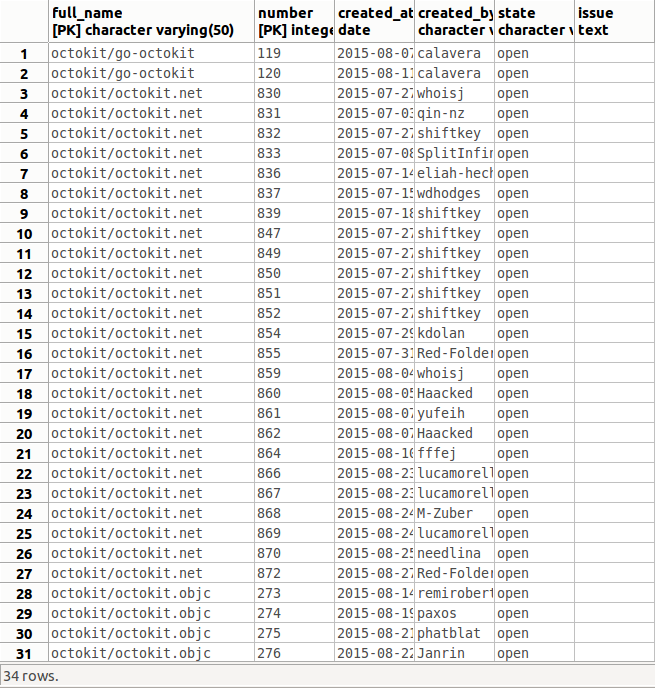 full_name number created_at created_by state issue
[PK] character varying(50) [PK] intege date character v character v text
1 octokit/go-octokit 119 2015-08-07 calavera open
2 octokit/go-octokit 120 2015-08-11 calavera open
3 octokit/octokit.net 830 2015-07-27 whoisj open
4 octokit/octokit.net 831 2015-07-03 qin-nz open
5 octokit/octokit.net 832 2015-07-27 shiftkey open
6 octokit/octokit.net 833 2015-07-08 SplitInfin open
7 octokit/octokit.net 836 2015-07-14 eliah-hech open
8 octokit/octokit.net 837 2015-07-15 wdhodges open
9 octokit/octokit.net 839 2015-07-18 shiftkey open
10 octokit/octokit.net 847 2015-07-27 shiftkey open
11 octokit/octokit.net 849 2015-07-27 shiftkey open
12 octokit/octokit.net 850 2015-07-27 shiftkey open
13 octokit/octokit.net 851 2015-07-27 shiftkey open
14 octokit/octokit.net 852 2015-07-27 shiftkey open
15 octokit/octokit.net 854 2015-07-29 kdolan open
16 octokit/octokit.net 855 2015-07-31 Red-Folder open
17 octokit/octokit.net 859 2015-08-04 whoisj open
18 octokit/octokit.net 860 2015-08-05 Haacked open
19 octokit/octokit.net 861 2015-08-07 yufeih open
20 octokit/octokit.net 862 2015-08-07 Haacked open
21 octokit/octokit.net 864 2015-08-10 fffej open
22 octokit/octokit.net 866 2015-08-23 lucamorell open
23 octokit/octokit.net 867 2015-08-23 lucamorell open
24 octokit/octokit.net 868 2015-08-24 M-Zuber open
25 octokit/octokit.net 869 2015-08-24 lucamorell open
26 octokit/octokit.net 870 2015-08-25 needlina open
27 octokit/octokit.net 872 2015-08-27 Red-Folder open
28 octokit/octokit.objc 273 2015-08-14 remirobert open
29 octokit/octokit.objc 274 2015-08-19 paxos open
30 octokit/octokit.objc 275 2015-08-21 phatblat open
31 octokit/octokit.objc 276 2015-08-22 Janrin open
34 rows.